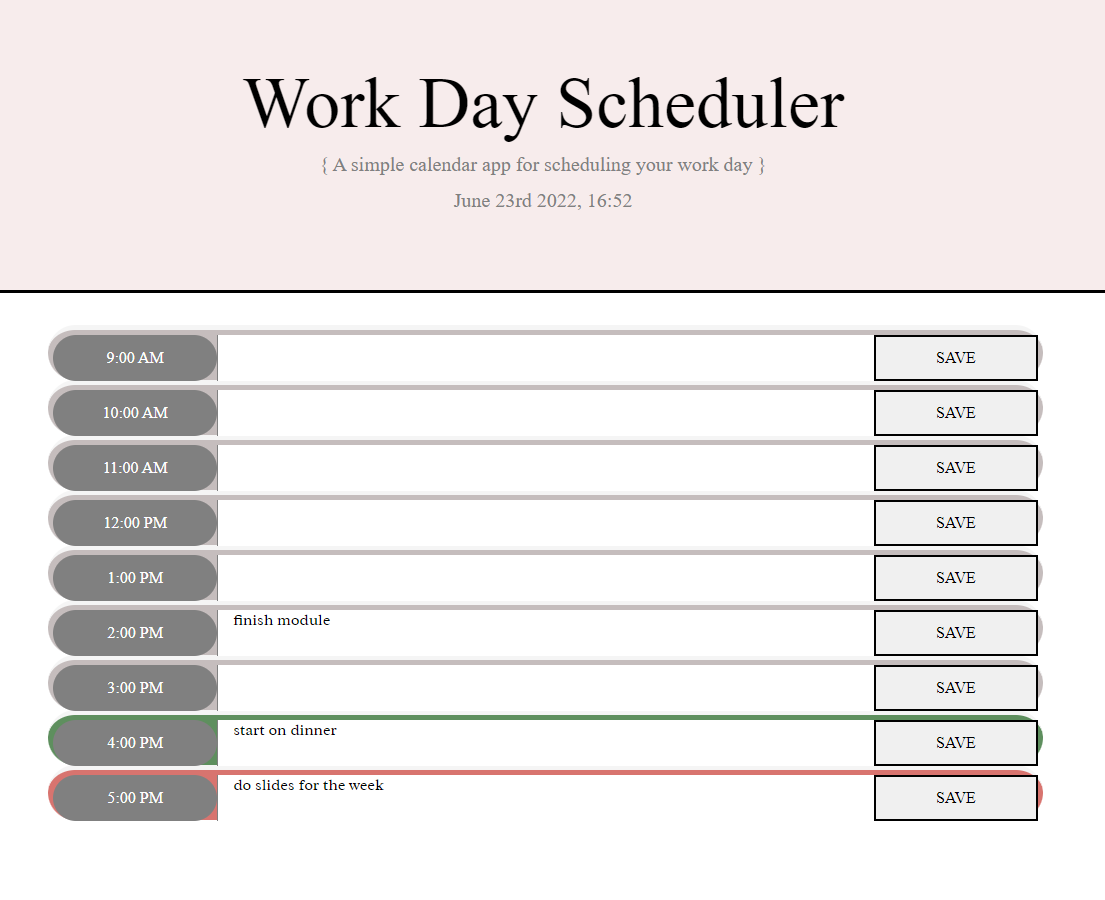 Work Day Scheduler
{ A simple calendar app for scheduling your work day }
June 23rd 2022, 16:52
9:00 AM SAVE
10:00 AM SAVE
11:00 AM SAVE
12:00 PM SAVE
1:00 PM SAVE
2:00 PM finish module SAVE
3:00 PM SAVE
4:00 PM start on dinner SAVE
5:00 PM do slides for the week SAVE